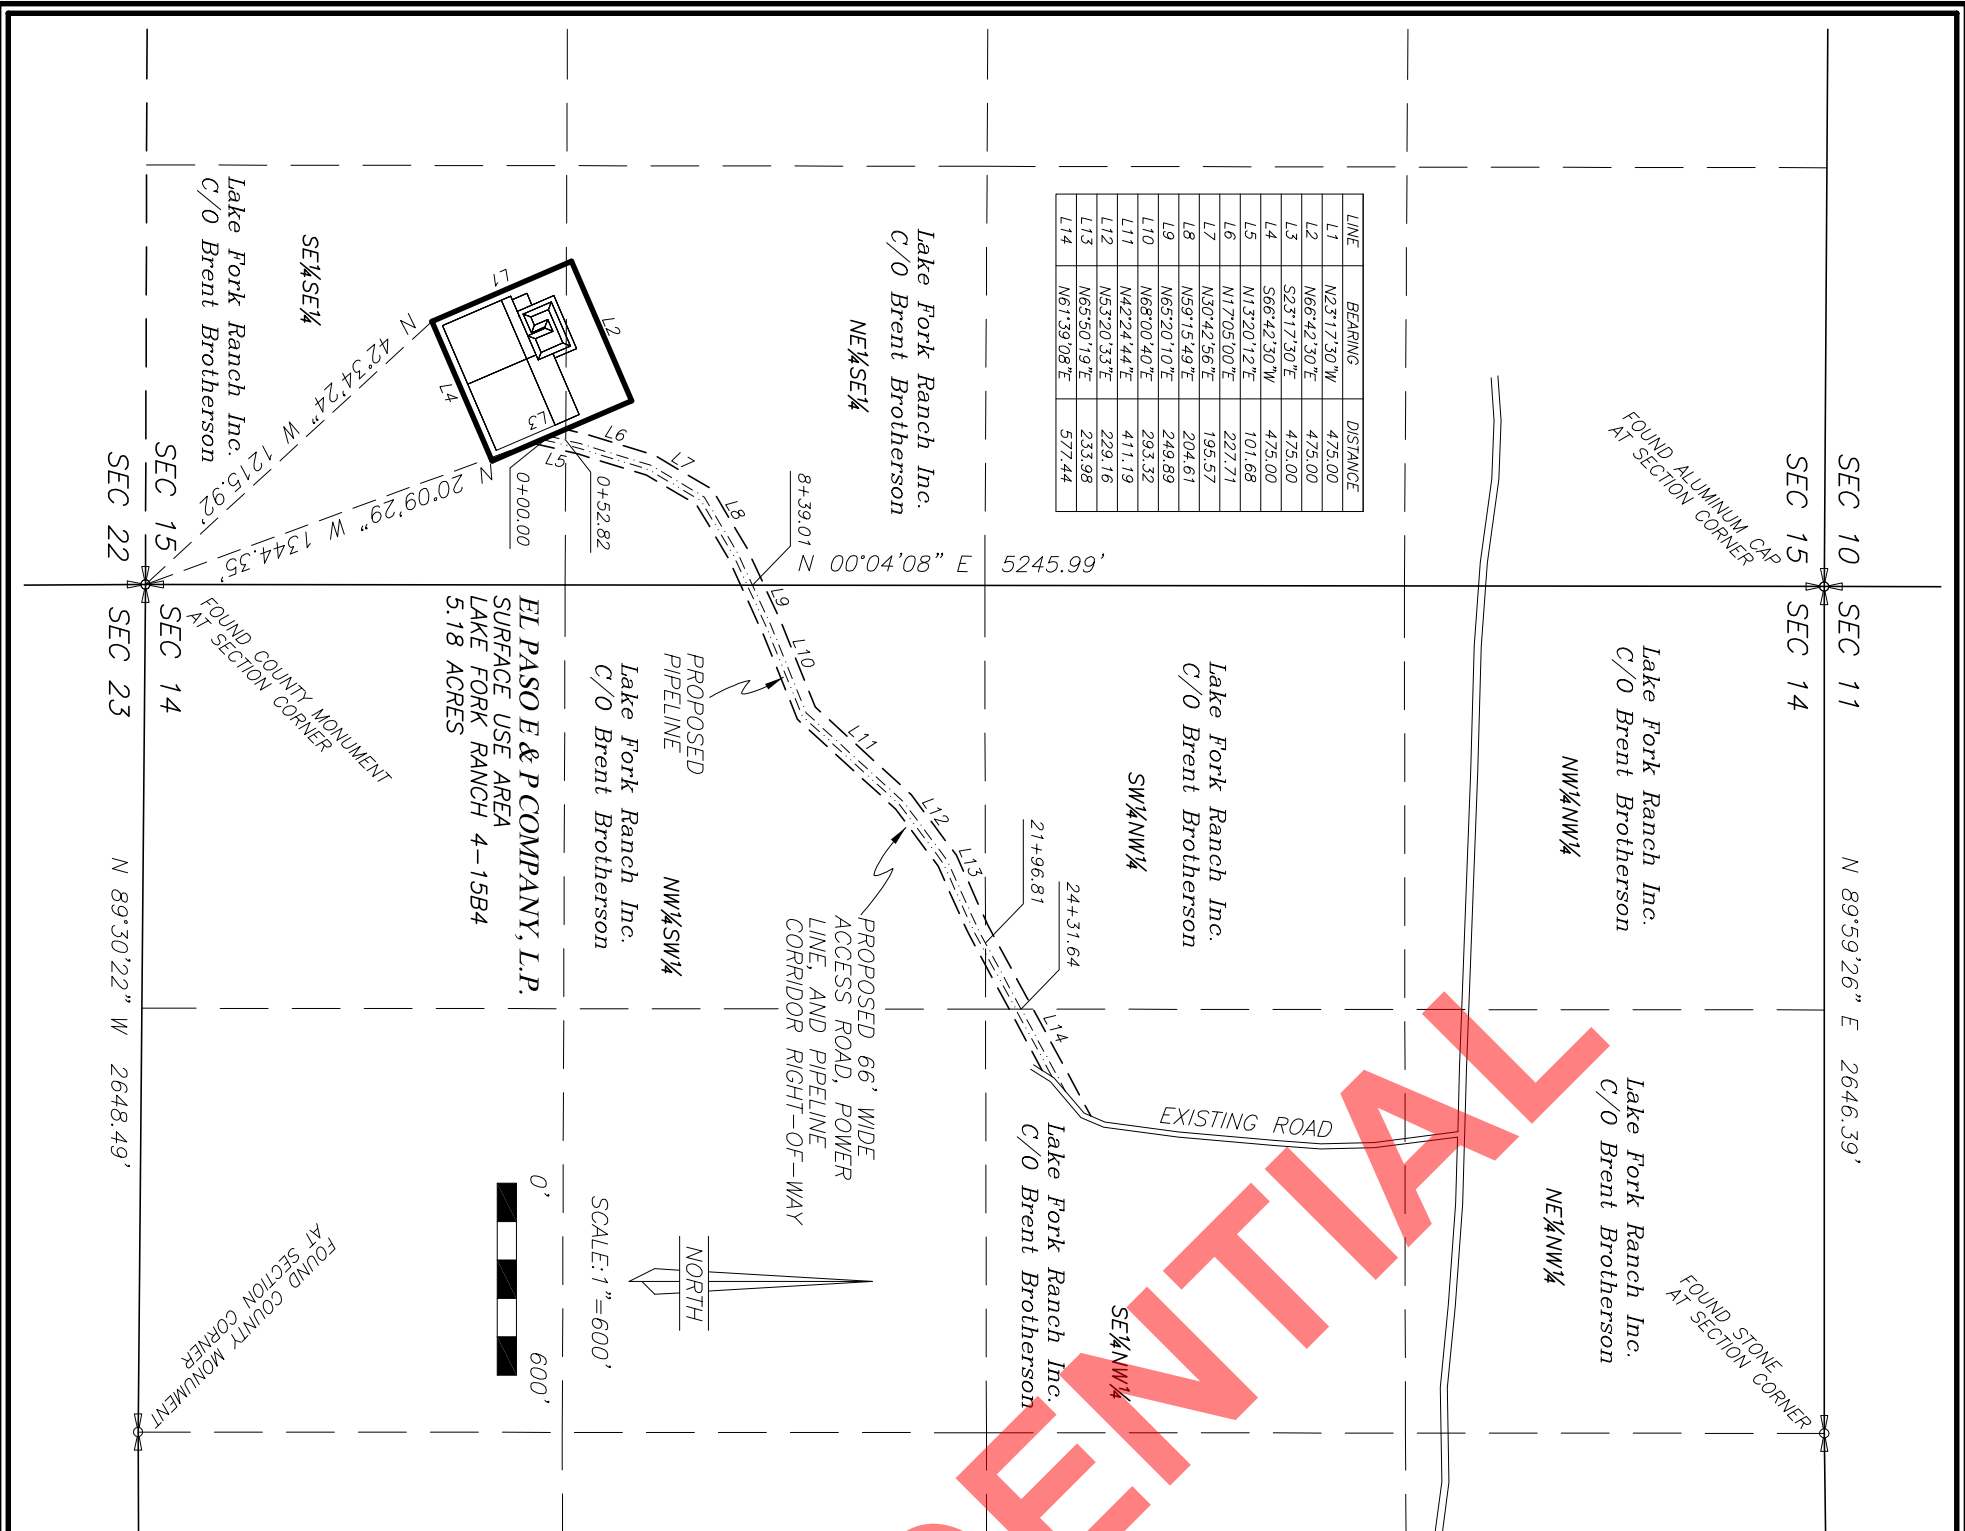 SEC 10
SEC 11
SEC 15
SEC 14
N 89°59'26" E 2646.39'
FOUND ALUMINUM CAP
AT SECTION CORNER
FOUND STONE
AT SECTION CORNER
Lake Fork Ranch Inc.
C/O Brent Brotherson
NW¼NW¼
Lake Fork Ranch Inc.
C/O Brent Brotherson
NE¼NW¼
LINE BEARING DISTANCE
L1 N23°17'30"W 475.00
L2 N66°42'30"E 475.00
L3 S23°17'30"E 475.00
L4 S66°42'30"W 475.00
L5 N13°20'12"E 101.68
L6 N17°05'00"E 227.71
L7 N30°42'56"E 195.57
L8 N59°15'49"E 204.61
L9 N65°20'10"E 249.89
L10 N68°00'40"E 293.32
L11 N42°24'44"E 411.19
L12 N53°20'33"E 229.16
L13 N65°50'19"E 233.98
L14 N61°39'08"E 577.44
Lake Fork Ranch Inc.
C/O Brent Brotherson
SW¼NW¼
EXISTING ROAD
Lake Fork Ranch Inc.
C/O Brent Brotherson
SE¼NW¼
24+31.64
21+96.81
L14
L13
L12
L11
L10
L9
L8
L7
L6
L5
N 00°04'08" E 5245.99'
Lake Fork Ranch Inc.
C/O Brent Brotherson
NE¼SE¼
8+39.01
0+52.82
0+00.00
PROPOSED 66' WIDE
ACCESS ROAD, POWER
LINE, AND PIPELINE
CORRIDOR RIGHT-OF-WAY
PROPOSED
PIPELINE
NW¼SW¼
Lake Fork Ranch Inc.
C/O Brent Brotherson
NORTH
SCALE:1"=600'
0' 600'
EL PASO E & P COMPANY, L.P.
SURFACE USE AREA
LAKE FORK RANCH 4-15B4
5.18 ACRES
L1
L2
L3
L4
N 42°34'24" W 1215.92'
N 20°09'29" W 1344.35'
SE¼SE¼
Lake Fork Ranch Inc.
C/O Brent Brotherson
FOUND COUNTY MONUMENT
AT SECTION CORNER
FOUND COUNTY MONUMENT
AT SECTION CORNER
SEC 15
SEC 14
SEC 22
SEC 23
N 89°30'22" W 2648.49'
ENTIAL